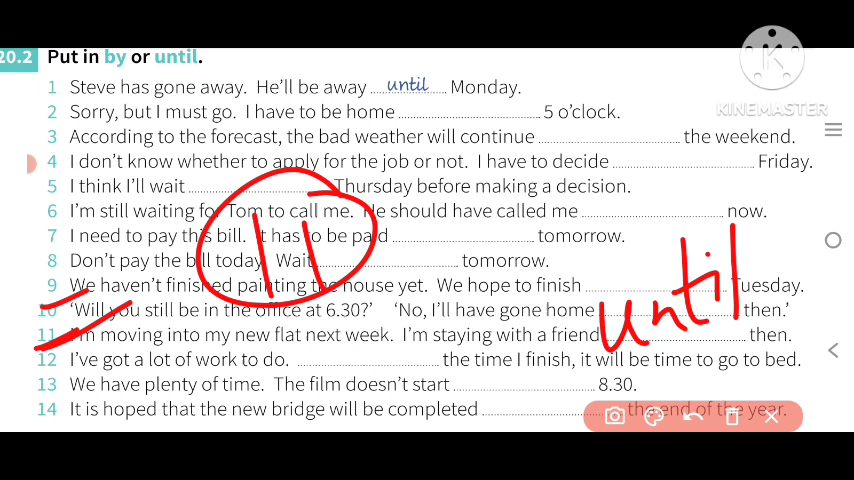 20.2 Put in by or until.
KINEMASTER
1 Steve has gone away. He'll be away ...until... Monday.
2 Sorry, but I must go. I have to be home .................... 5 o'clock.
3 According to the forecast, the bad weather will continue .................... the weekend.
4 I don't know whether to apply for the job or not. I have to decide .................... Friday.
5 I think I'll wait .................... Thursday before making a decision.
6 I'm still waiting for Tom to call me. He should have called me .................... now.
7 I need to pay this bill. It has to be paid .................... tomorrow.
8 Don't pay the bill today. Wait .................... tomorrow.
9 We haven't finished painting the house yet. We hope to finish .................... Tuesday.
10 'Will you still be in the office at 6.30?' 'No, I'll have gone home .................... then.'
11 I'm moving into my new flat next week. I'm staying with a friend .................... then.
12 I've got a lot of work to do. .................... the time I finish, it will be time to go to bed.
13 We have plenty of time. The film doesn't start .................... 8.30.
14 It is hoped that the new bridge will be completed .................... the end of the year.
11
until